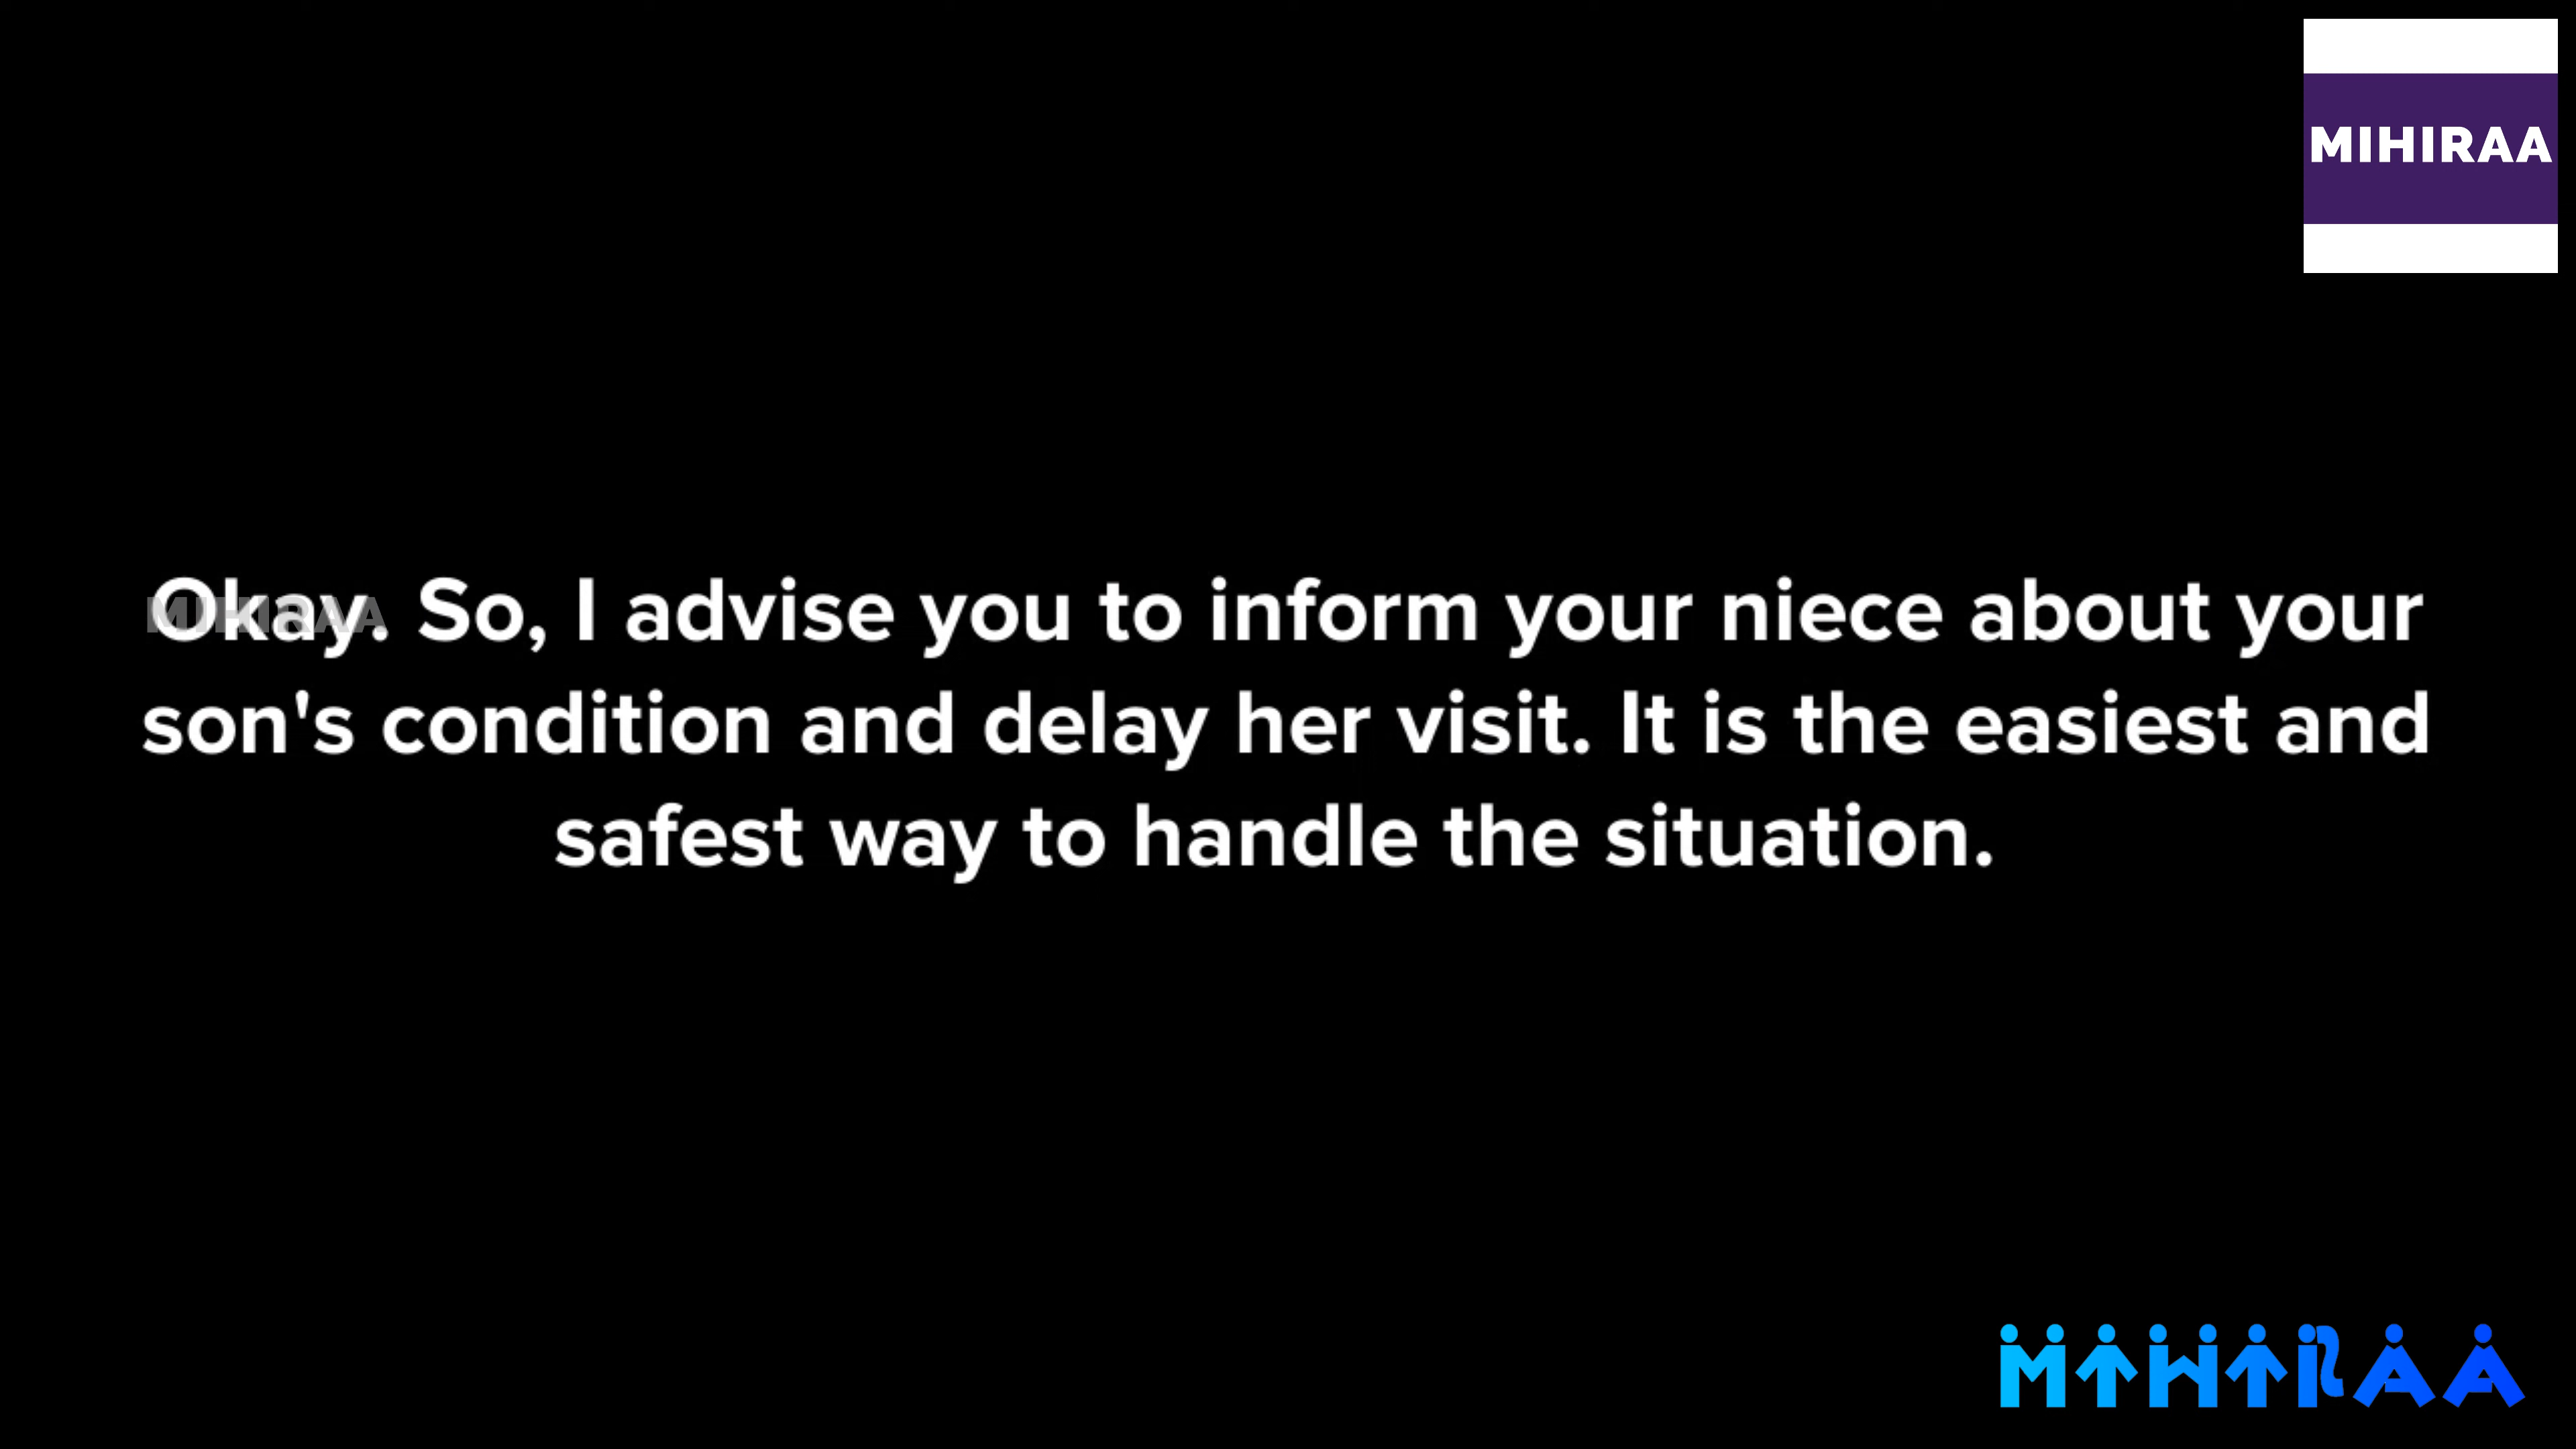 MIHIRAA
Okay. So, I advise you to inform your niece about your
MIHIRAA
son's condition and delay her visit. It is the easiest and
safest way to handle the situation.
MIHIRAA